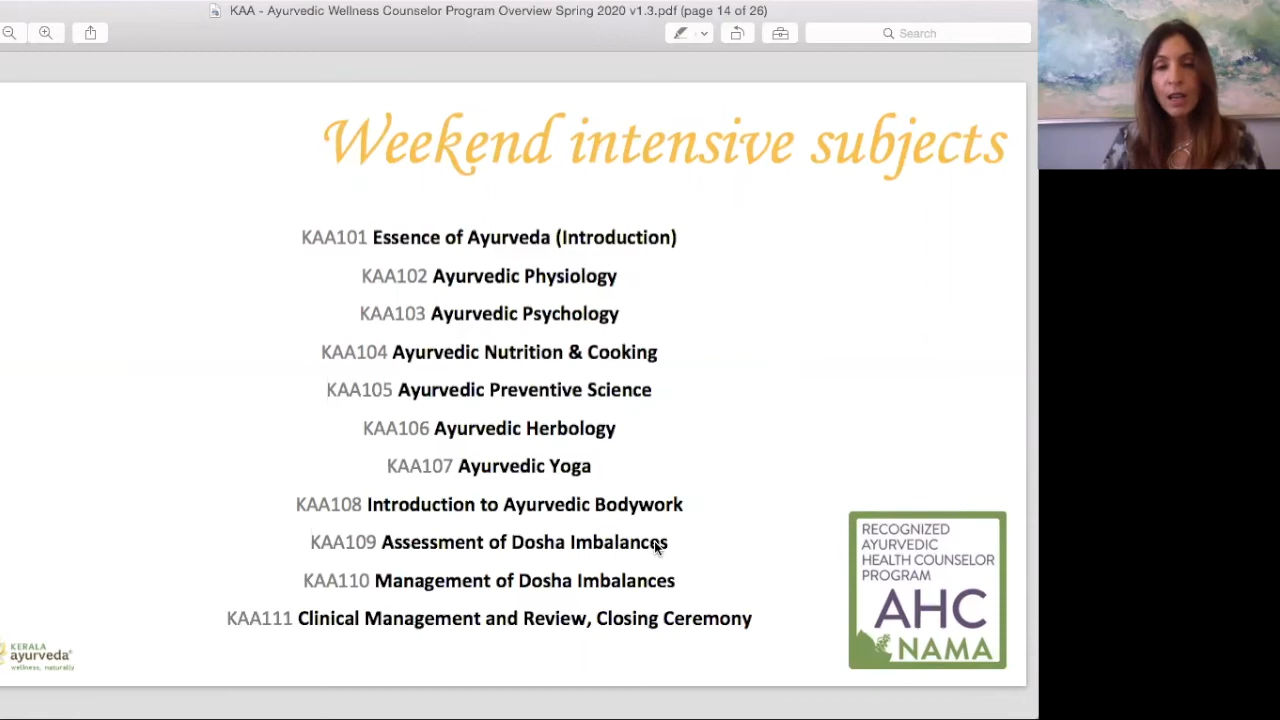 KAA - Ayurvedic Wellness Counselor Program Overview Spring 2020 v1.3.pdf (page 14 of 26)
Search
Weekend intensive subjects
KAA101 Essence of Ayurveda (Introduction)
KAA102 Ayurvedic Physiology
KAA103 Ayurvedic Psychology
KAA104 Ayurvedic Nutrition & Cooking
KAA105 Ayurvedic Preventive Science
KAA106 Ayurvedic Herbology
KAA107 Ayurvedic Yoga
KAA108 Introduction to Ayurvedic Bodywork
KAA109 Assessment of Dosha Imbalances
KAA110 Management of Dosha Imbalances
KAA111 Clinical Management and Review, Closing Ceremony
RECOGNIZED
AYURVEDIC
HEALTH COUNSELOR
PROGRAM
AHC
NAMA
KERALA
ayurveda®
wellness, naturally